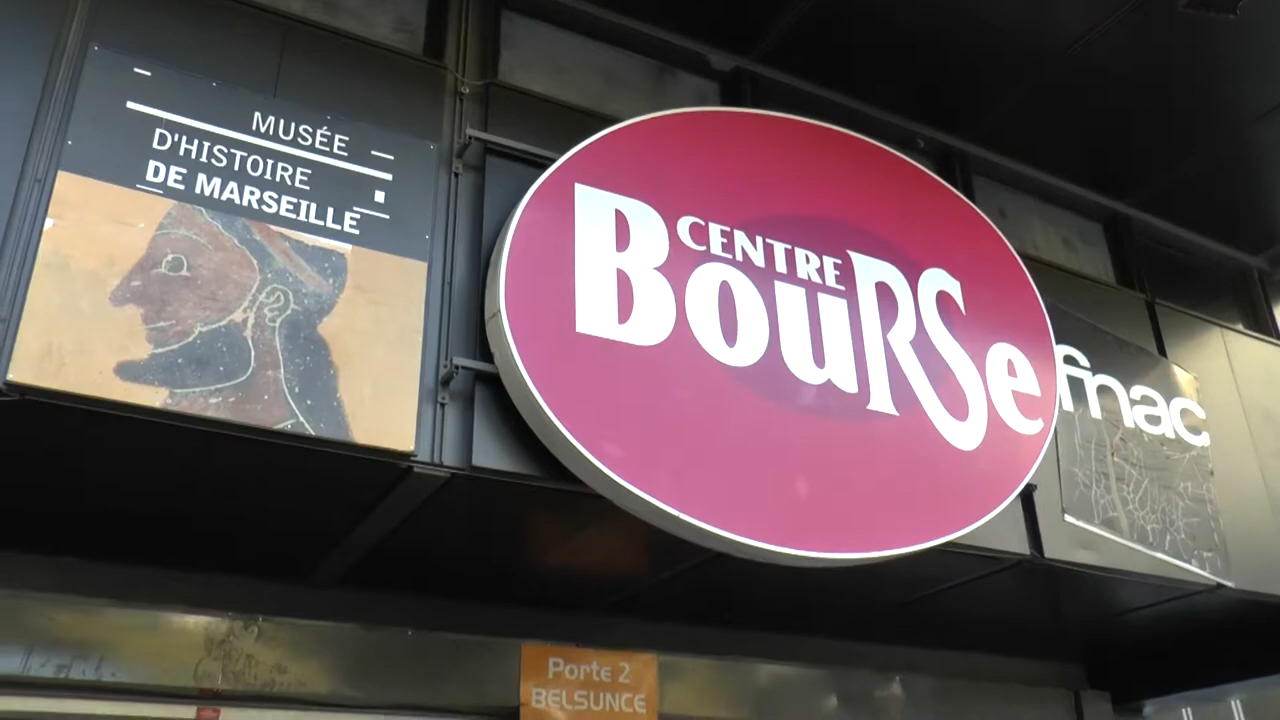 MUSÉE
D'HISTOIRE
DE MARSEILLE
CENTRE
BOURSe
fnac
Porte 2
BELSUNCE